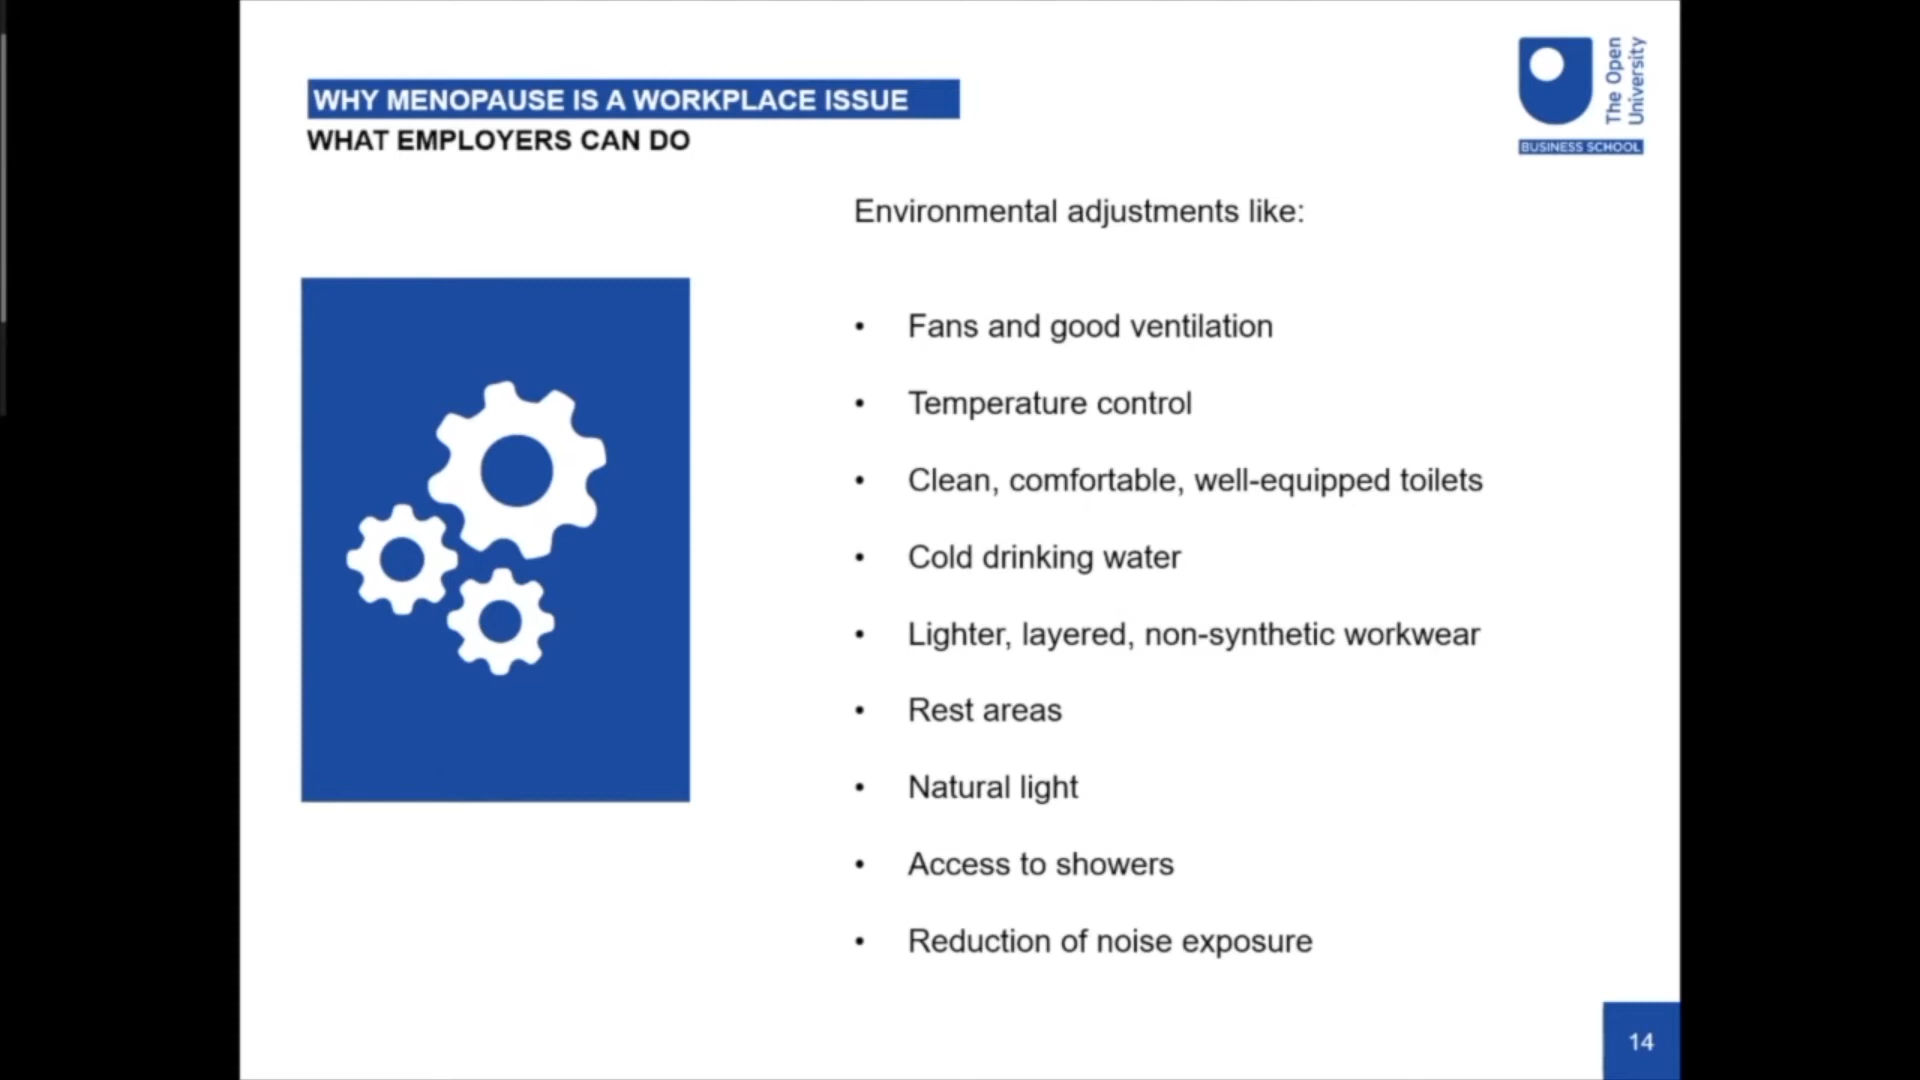 WHY MENOPAUSE IS A WORKPLACE ISSUE
WHAT EMPLOYERS CAN DO
The Open
University
BUSINESS SCHOOL
Environmental adjustments like:
• Fans and good ventilation
• Temperature control
• Clean, comfortable, well-equipped toilets
• Cold drinking water
• Lighter, layered, non-synthetic workwear
• Rest areas
• Natural light
• Access to showers
• Reduction of noise exposure
14